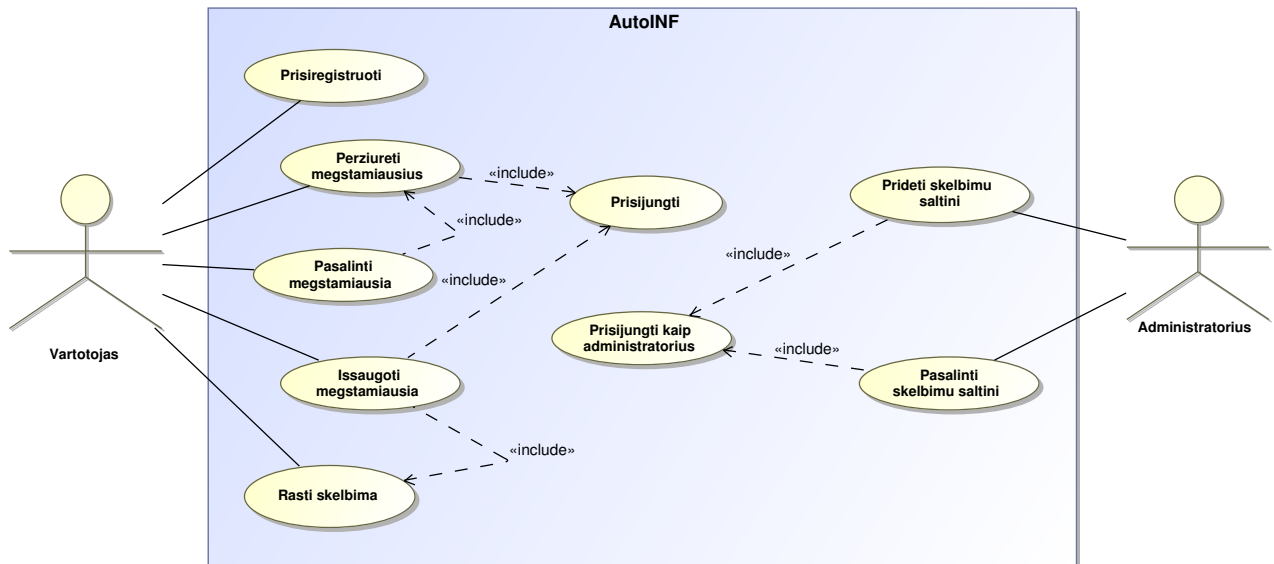 AutoINF
Prisiregistruoti
Perziureti
megstamiausius
«include»
Prisijungti
Prideti skelbimu
saltini
«include»
Pasalinti
megstamiausia
«include»
«include»
Vartotojas
Administratorius
Prisijungti kaip
administratorius
«include»
Issaugoti
megstamiausia
Pasalinti
skelbimu saltini
«include»
Rasti skelbima